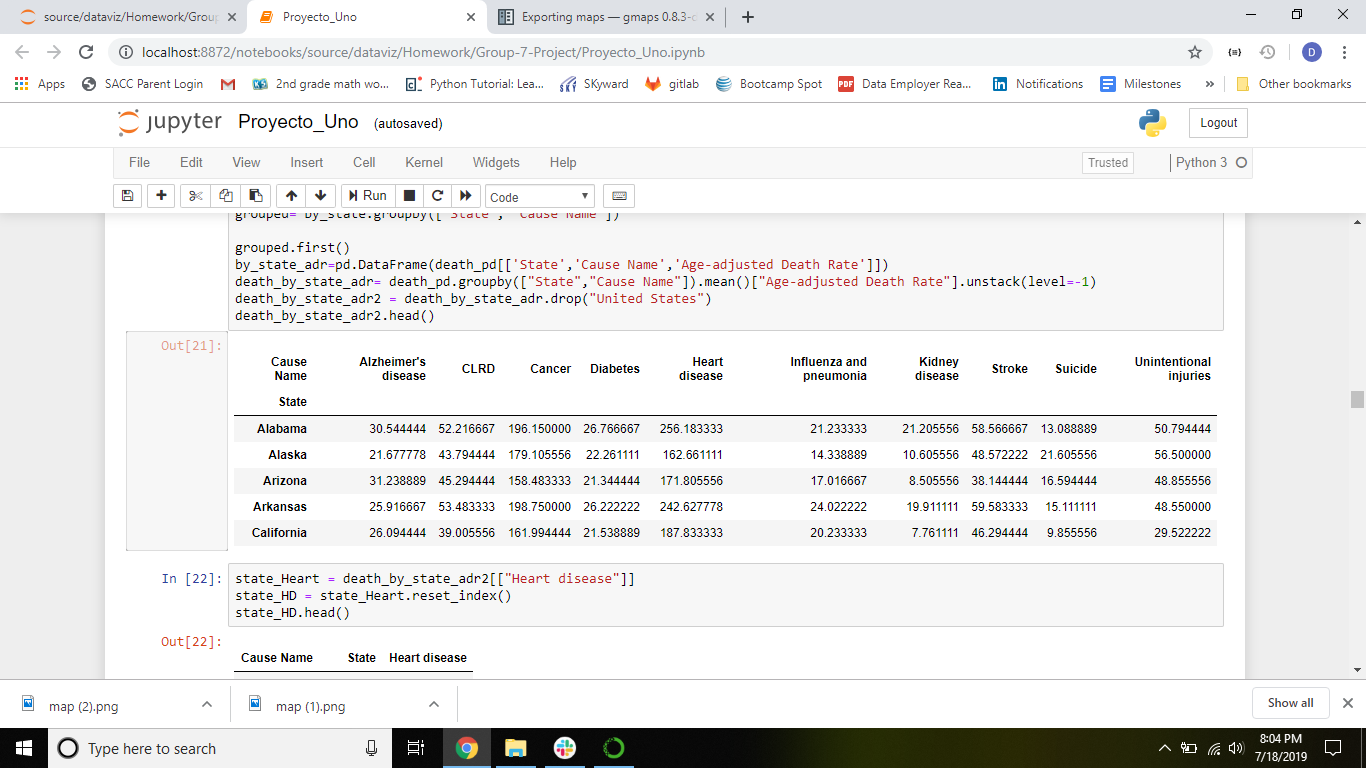 source/dataviz/Homework/Grou
Proyecto_Uno
Exporting maps — gmaps 0.8.3-d
localhost:8872/notebooks/source/dataviz/Homework/Group-7-Project/Proyecto_Uno.ipynb
D
Apps SACC Parent Login 2nd grade math wo... Python Tutorial: Lea... SKyward gitlab Bootcamp Spot PDF Data Employer Rea... in Notifications Milestones » Other bookmarks
jupyter Proyecto_Uno (autosaved) Logout
File Edit View Insert Cell Kernel Widgets Help Trusted Python 3
Run Code
grouped= by_state.groupby(["State", "Cause Name"])
grouped.first()
by_state_adr=pd.DataFrame(death_pd[['State','Cause Name','Age-adjusted Death Rate']])
death_by_state_adr= death_pd.groupby(["State","Cause Name"]).mean()["Age-adjusted Death Rate"].unstack(level=-1)
death_by_state_adr2 = death_by_state_adr.drop("United States")
death_by_state_adr2.head()
Out[21]:
Cause Name Alzheimer's disease CLRD Cancer Diabetes Heart disease Influenza and pneumonia Kidney disease Stroke Suicide Unintentional injuries
State
Alabama 30.544444 52.216667 196.150000 26.766667 256.183333 21.233333 21.205556 58.566667 13.088889 50.794444
Alaska 21.677778 43.794444 179.105556 22.261111 162.661111 14.338889 10.605556 48.572222 21.605556 56.500000
Arizona 31.238889 45.294444 158.483333 21.344444 171.805556 17.016667 8.505556 38.144444 16.594444 48.855556
Arkansas 25.916667 53.483333 198.750000 26.222222 242.627778 24.022222 19.911111 59.583333 15.111111 48.550000
California 26.094444 39.005556 161.994444 21.538889 187.833333 20.233333 7.761111 46.294444 9.855556 29.522222
In [22]: state_Heart = death_by_state_adr2[["Heart disease"]]
state_HD = state_Heart.reset_index()
state_HD.head()
Out[22]:
Cause Name State Heart disease
map (2).png map (1).png Show all
Type here to search
8:04 PM
7/18/2019